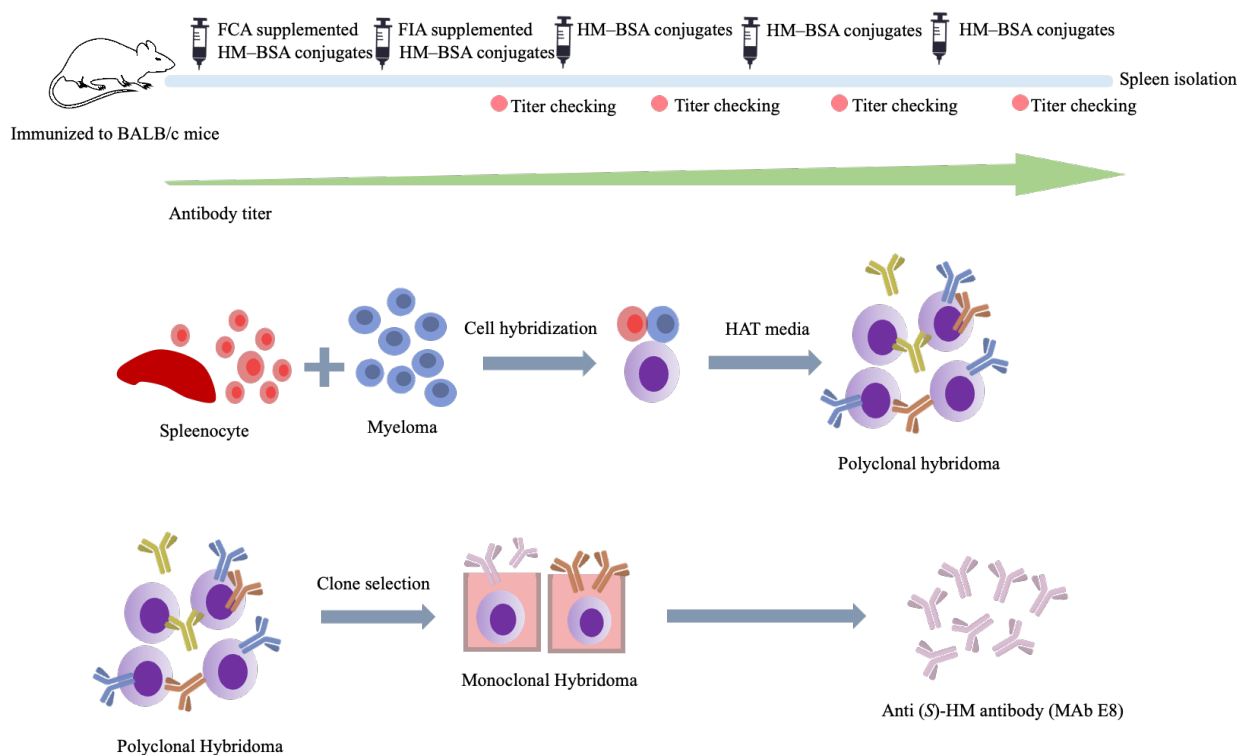 FCA supplemented
HM–BSA conjugates
FIA supplemented
HM–BSA conjugates
HM–BSA conjugates
HM–BSA conjugates
HM–BSA conjugates
Spleen isolation
Titer checking
Titer checking
Titer checking
Titer checking
Immunized to BALB/c mice
Antibody titer
Cell hybridization
HAT media
Spleenocyte
Myeloma
Polyclonal hybridoma
Clone selection
Monoclonal Hybridoma
Polyclonal Hybridoma
Anti (S)-HM antibody (MAb E8)